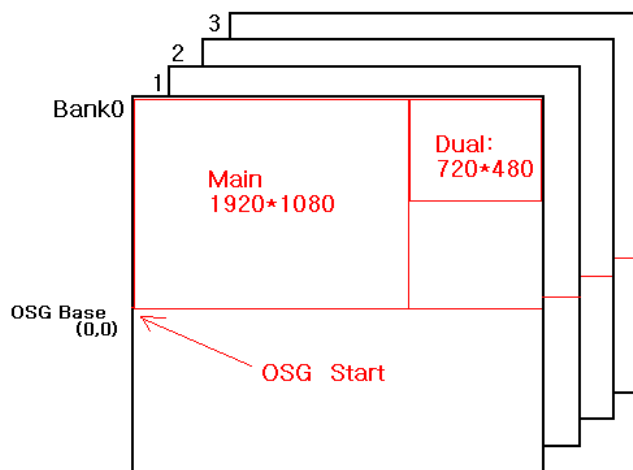 3
2
1
Bank0
Dual:
720*480
Main
1920*1080
OSG Base
(0,0)
OSG Start